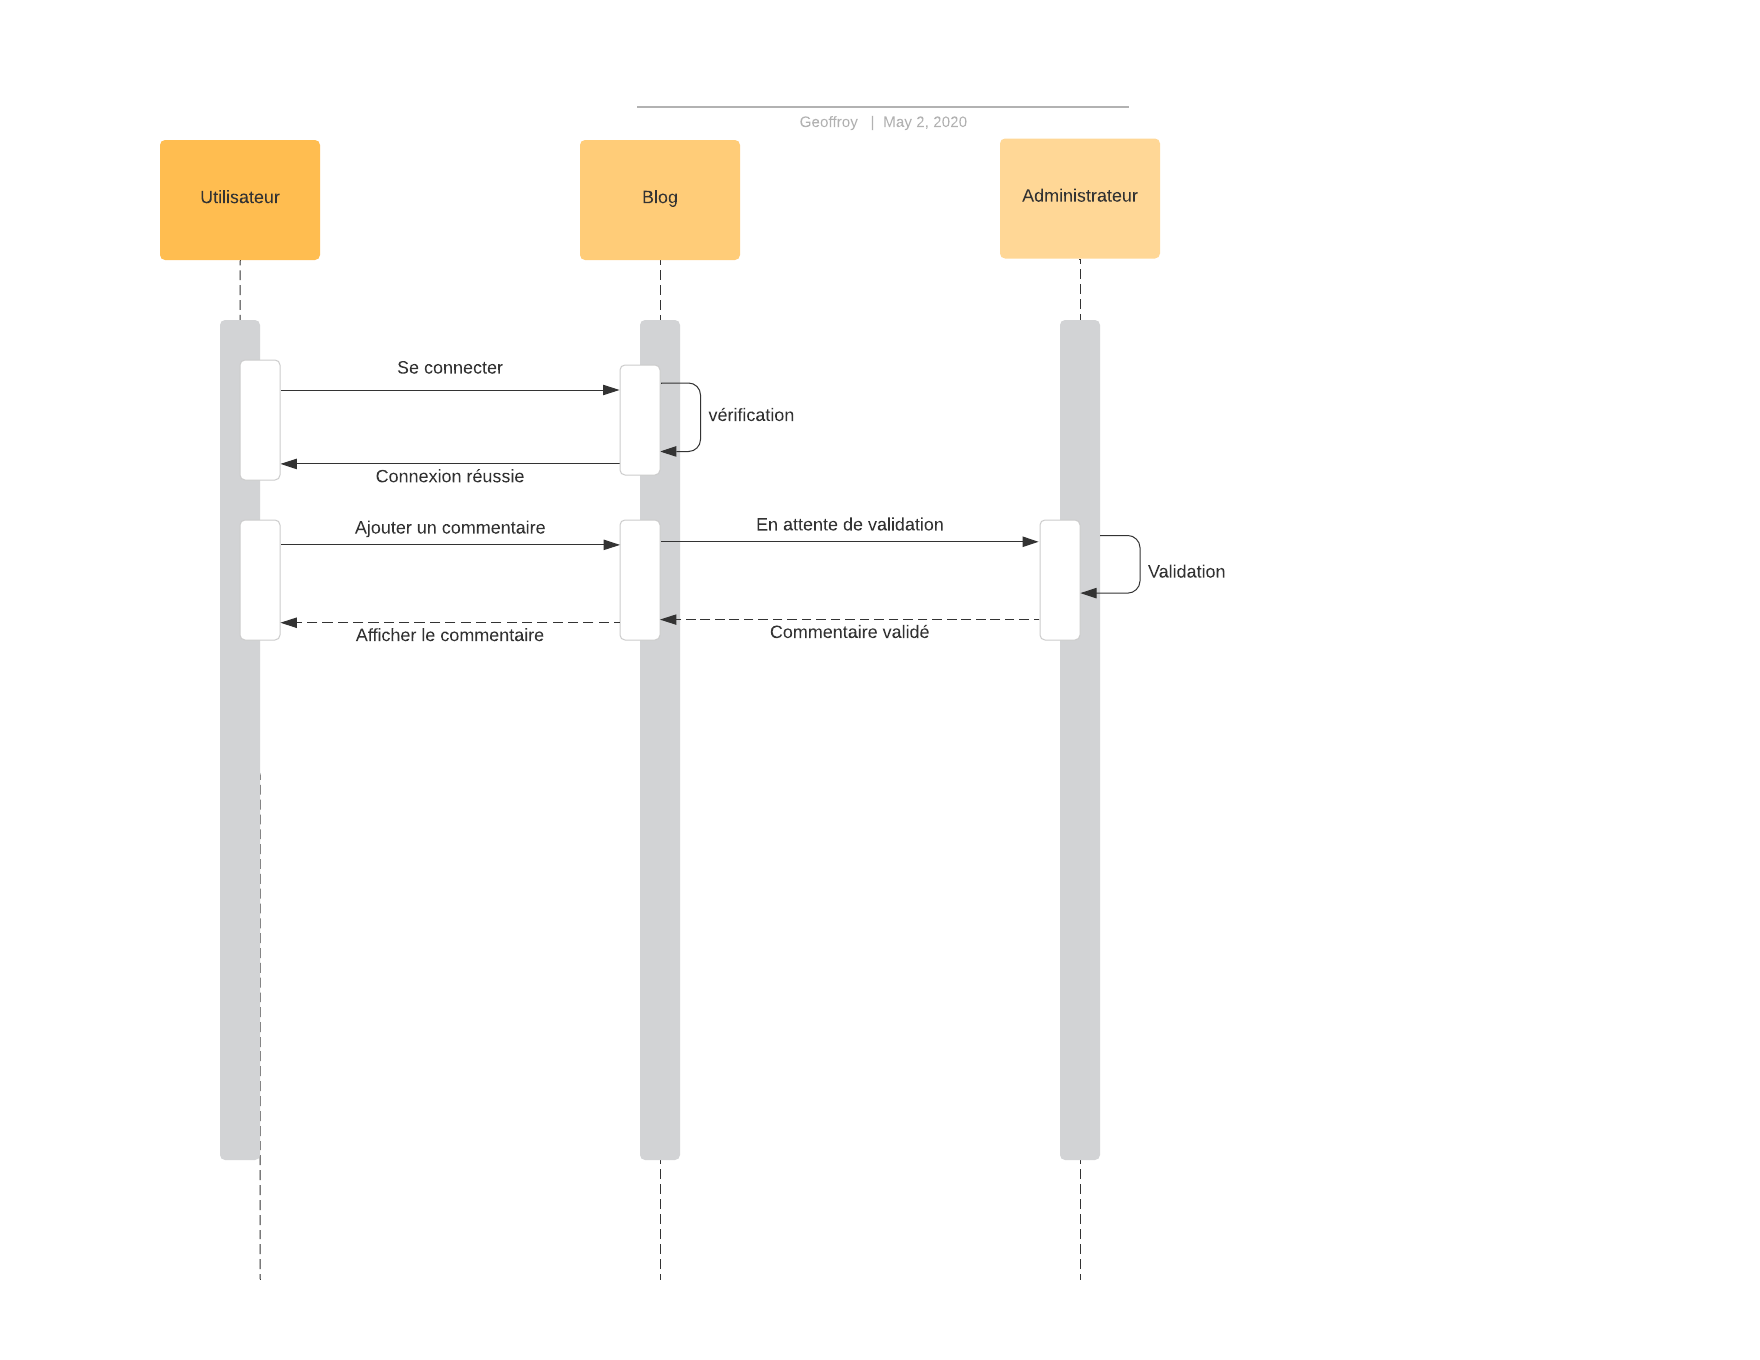 Geoffroy | May 2, 2020
Utilisateur
Blog
Administrateur
Se connecter
vérification
Connexion réussie
Ajouter un commentaire
En attente de validation
Validation
Afficher le commentaire
Commentaire validé